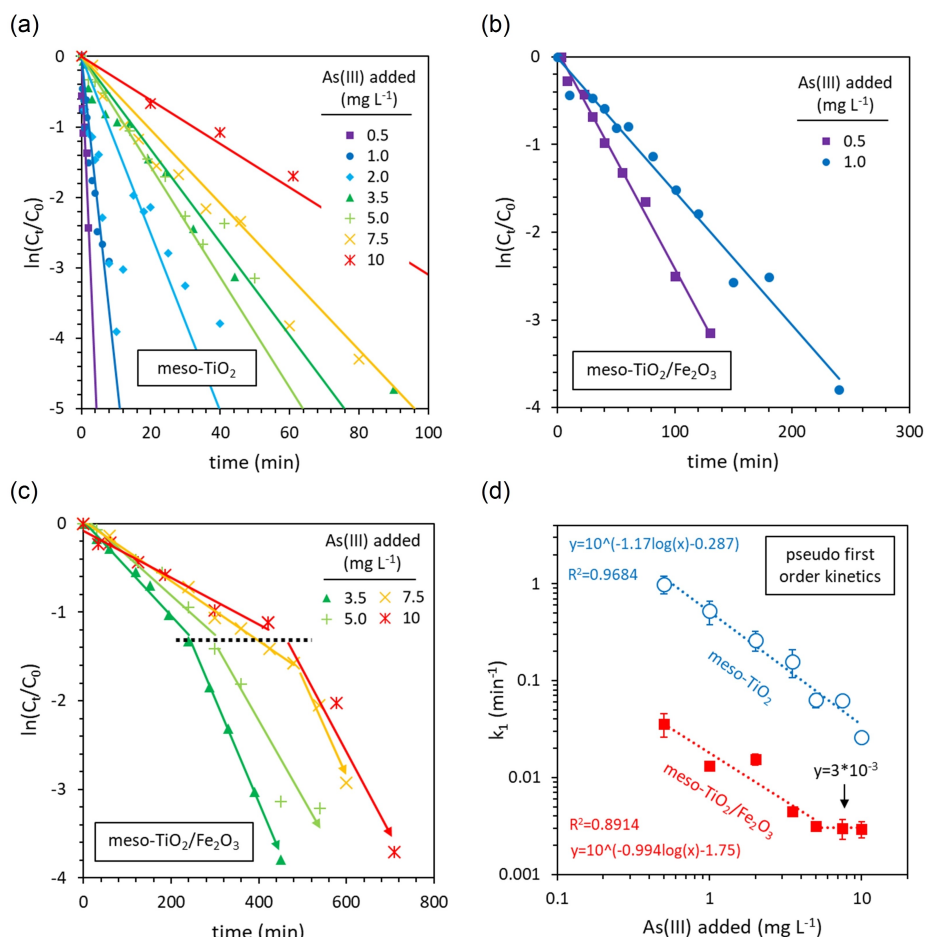 (a)
0
-1
-2
-3
-4
-5
ln(Cₜ/C₀)
0
20
40
60
80
100
time (min)
As(III) added
(mg L⁻¹)
0.5
1.0
2.0
3.5
5.0
7.5
10
meso-TiO₂
(b)
0
-1
-2
-3
-4
ln(Cₜ/C₀)
0
100
200
300
time (min)
As(III) added
(mg L⁻¹)
0.5
1.0
meso-TiO₂/Fe₂O₃
(c)
0
-1
-2
-3
-4
ln(Cₜ/C₀)
0
200
400
600
800
time (min)
As(III) added
(mg L⁻¹)
3.5 7.5
5.0 10
meso-TiO₂/Fe₂O₃
(d)
y=10^(-1.17log(x)-0.287)
R²=0.9684
pseudo first
order kinetics
10
1
0.1
0.01
0.001
k₁ (min⁻¹)
meso-TiO₂
meso-TiO₂/Fe₂O₃
y=3*10⁻³
R²=0.8914
y=10^(-0.994log(x)-1.75)
0.1
1
10
As(III) added (mg L⁻¹)